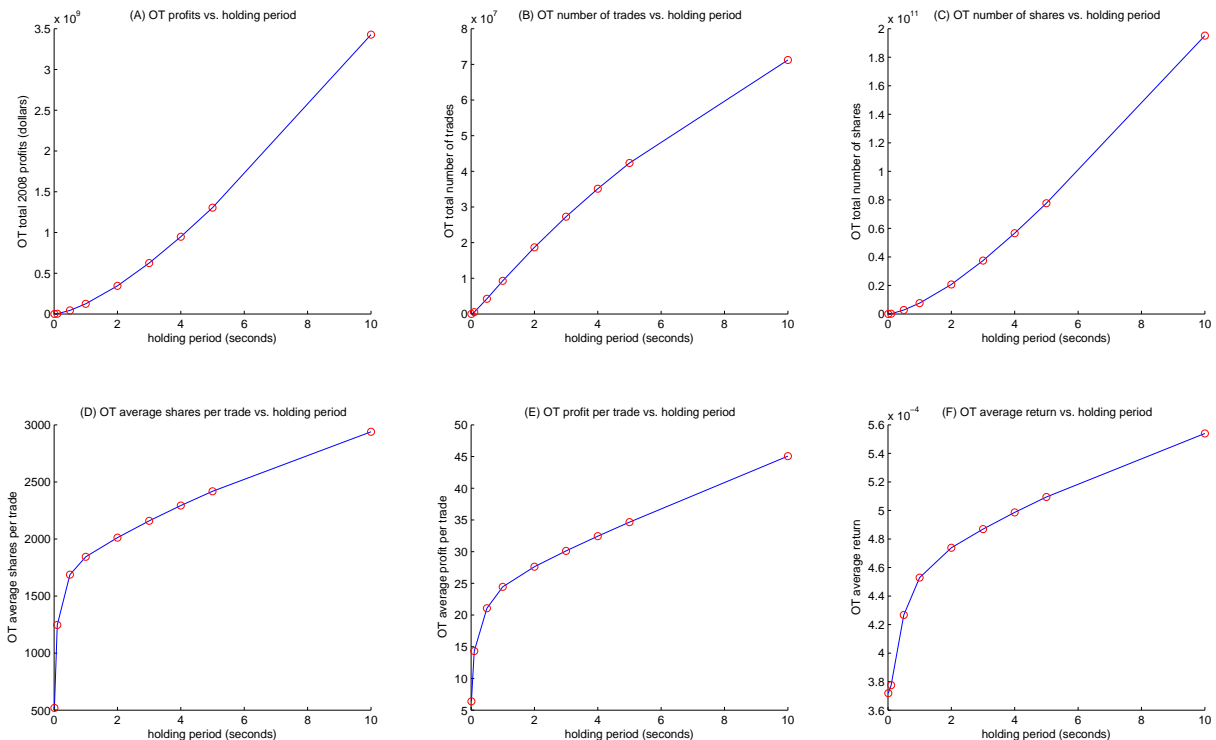 (A) OT profits vs. holding period
x 10^9
3.5
3
2.5
2
1.5
1
0.5
0
OT total 2008 profits (dollars)
0 2 4 6 8 10
holding period (seconds)
(B) OT number of trades vs. holding period
x 10^7
8
7
6
5
4
3
2
1
0
OT total number of trades
0 2 4 6 8 10
holding period (seconds)
(C) OT number of shares vs. holding period
x 10^11
2
1.8
1.6
1.4
1.2
1
0.8
0.6
0.4
0.2
0
OT total number of shares
0 2 4 6 8 10
holding period (seconds)
(D) OT average shares per trade vs. holding period
3000
2500
2000
1500
1000
500
OT average shares per trade
0 2 4 6 8 10
holding period (seconds)
(E) OT profit per trade vs. holding period
50
45
40
35
30
25
20
15
10
5
OT average profit per trade
0 2 4 6 8 10
holding period (seconds)
(F) OT average return vs. holding period
x 10^−4
5.6
5.4
5.2
5
4.8
4.6
4.4
4.2
4
3.8
3.6
OT average return
0 2 4 6 8 10
holding period (seconds)